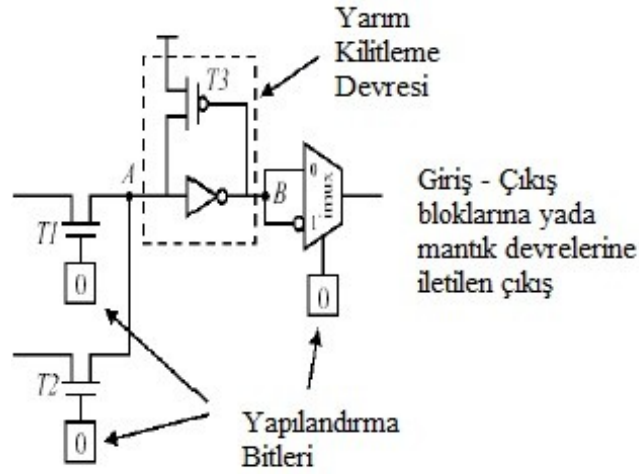 Yarım
Kilitleme
Devresi
T3
A
B
0
1
mux
T1
0
Giriş - Çıkış
bloklarına yada
mantık devrelerine
iletilen çıkış
0
T2
0
Yapılandırma
Bitleri